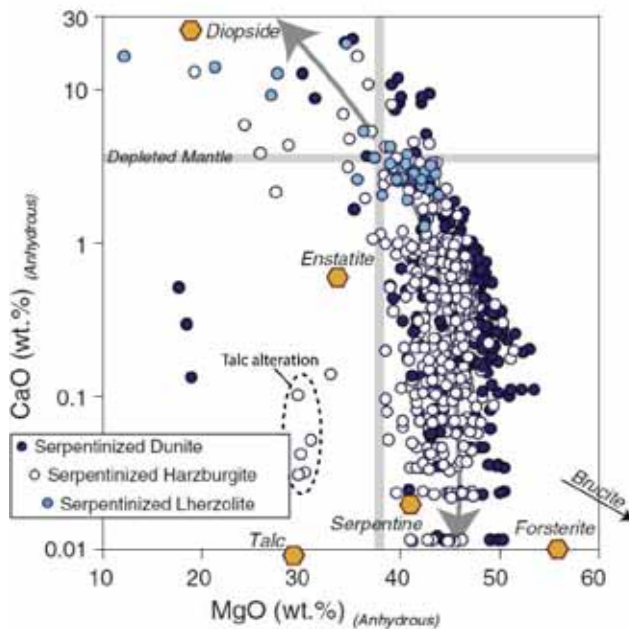 30
Diopside
10
Depleted Mantle
Enstatite
1
CaO (wt.%) (Anhydrous)
Talc alteration
0.1
Serpentinized Dunite
Serpentinized Harzburgite
Serpentinized Lherzolite
Brucite
Serpentine
Talc
Forsterite
0.01
10 20 30 40 50 60
MgO (wt.%) (Anhydrous)